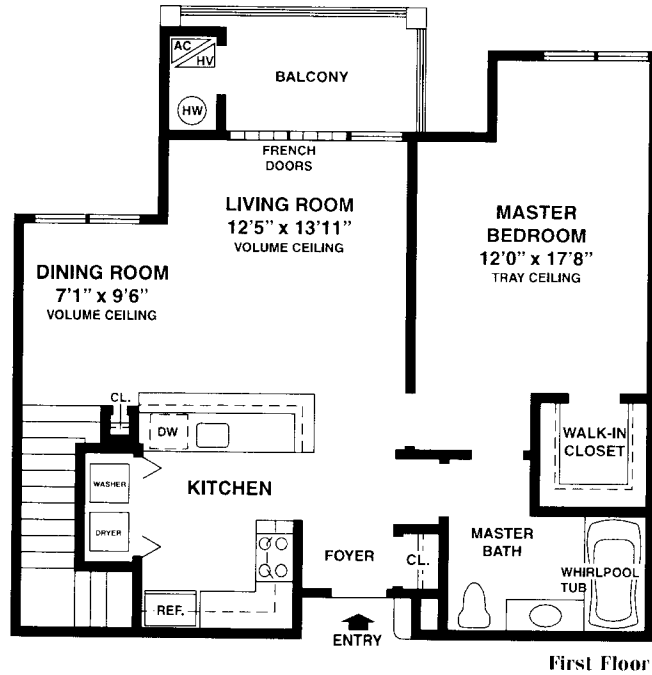 AC
HV
HW
BALCONY
FRENCH
DOORS
LIVING ROOM
12'5" x 13'11"
VOLUME CEILING
MASTER
BEDROOM
12'0" x 17'8"
TRAY CEILING
DINING ROOM
7'1" x 9'6"
VOLUME CEILING
CL.
DW
WALK-IN
CLOSET
WASHER
KITCHEN
DRYER
MASTER
BATH
FOYER
CL.
WHIRLPOOL
TUB
REF.
ENTRY
First Floor